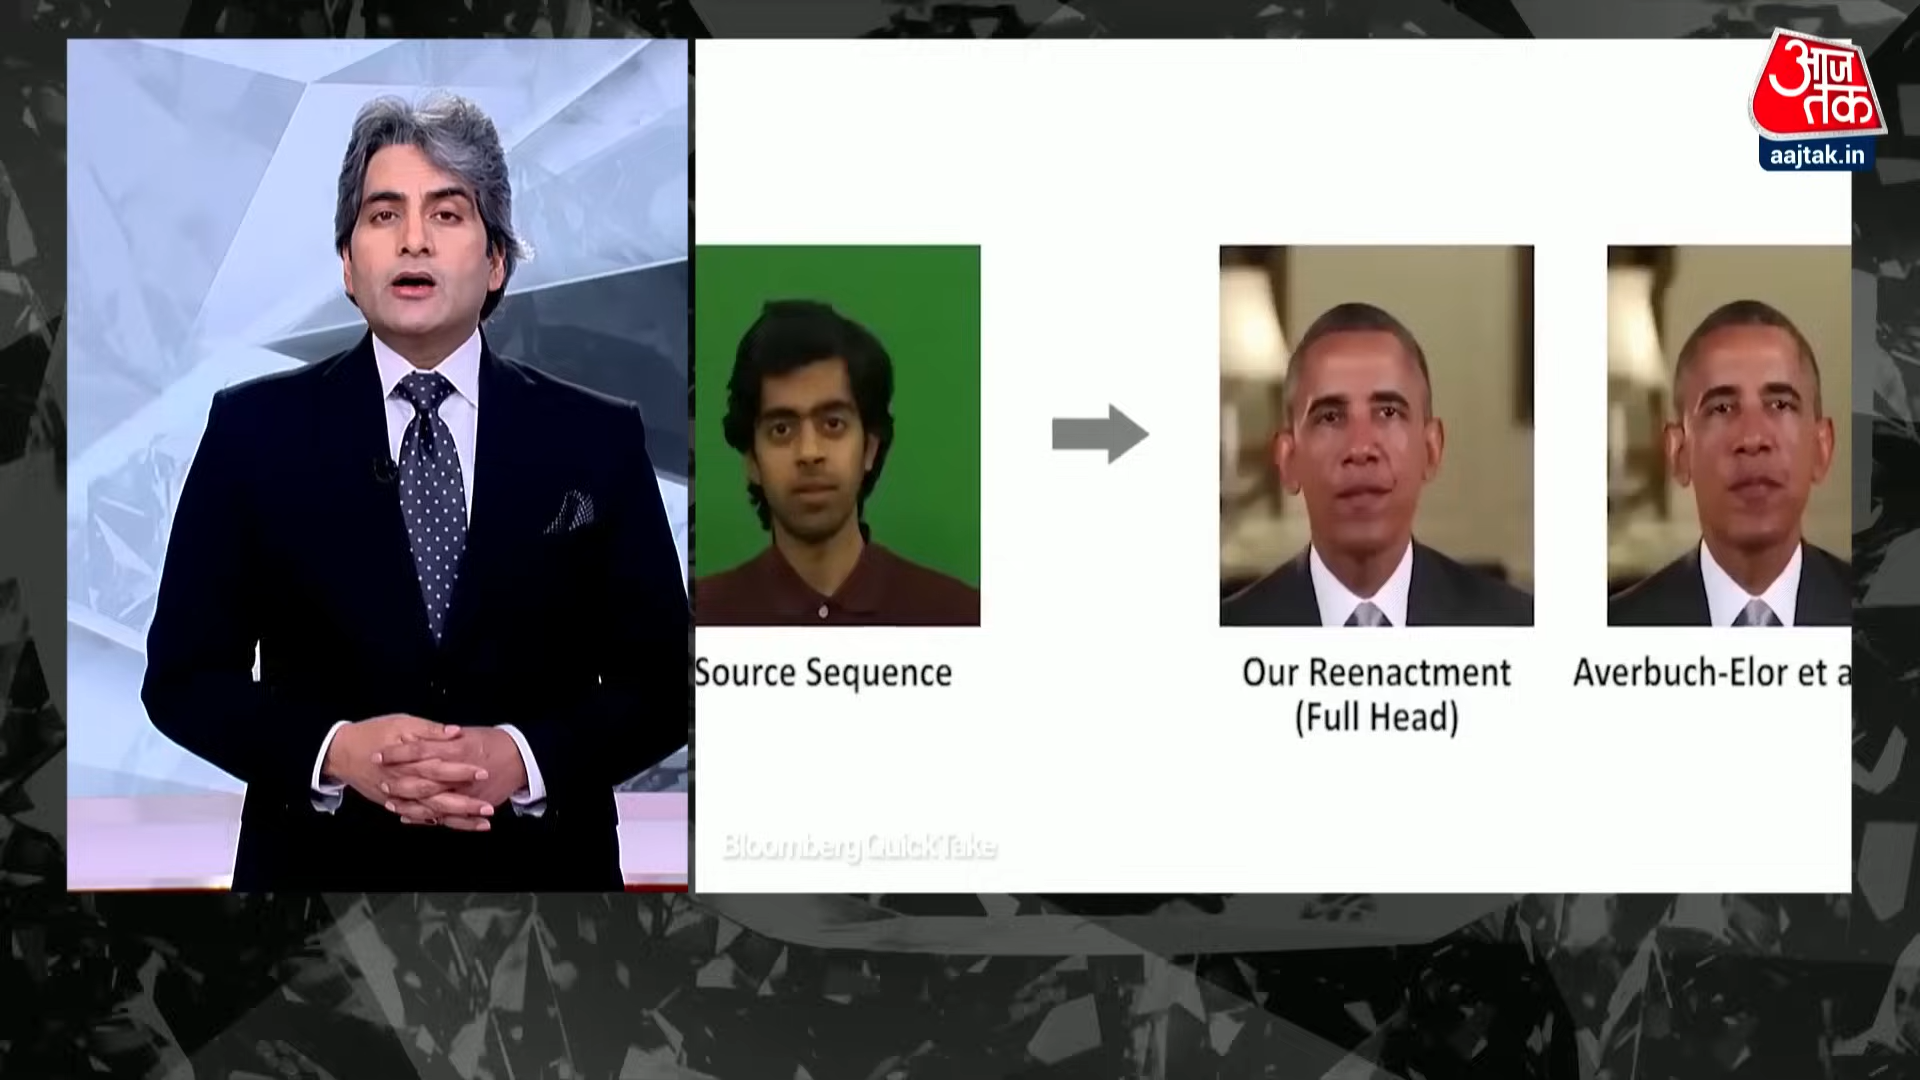 आज
तक
aajtak.in
Source Sequence
Our Reenactment
(Full Head)
Averbuch-Elor et a
Bloomberg QuickTake